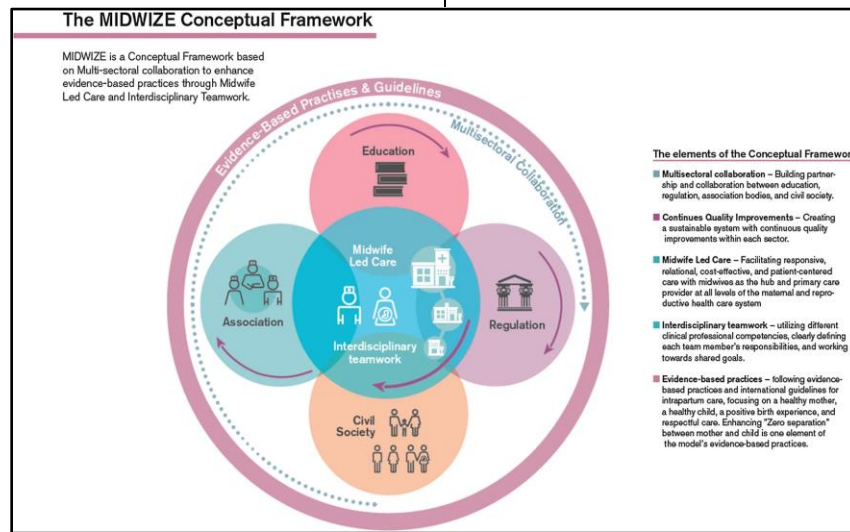 The MIDWIZE Conceptual Framework
MIDWIZE is a Conceptual Framework based
on Multi-sectoral collaboration to enhance
evidence-based practices through Midwife
Led Care and Interdisciplinary Teamwork.
Evidence-Based Practises & Guidelines
Multisectoral Collaboration
Education
Midwife
Led Care
Association
Regulation
Interdisciplinary
teamwork
Civil
Society
The elements of the Conceptual Framewor
Multisectoral collaboration – Building partner-
ship and collaboration between education,
regulation, association bodies, and civil society.
Continues Quality Improvements – Creating
a sustainable system with continuous quality
improvements within each sector.
Midwife Led Care – Facilitating responsive,
relational, cost-effective, and patient-centered
care with midwives as the hub and primary care
provider at all levels of the maternal and repro-
ductive health care system
Interdisciplinary teamwork – utilizing different
clinical professional competencies, clearly defining
each team member's responsibilities, and working
towards shared goals.
Evidence-based practices – following evidence-
based practices and international guidelines for
intrapartum care, focusing on a healthy mother,
a healthy child, a positive birth experience, and
respectful care. Enhancing "Zero separation"
between mother and child is one element of
the model's evidence-based practices.